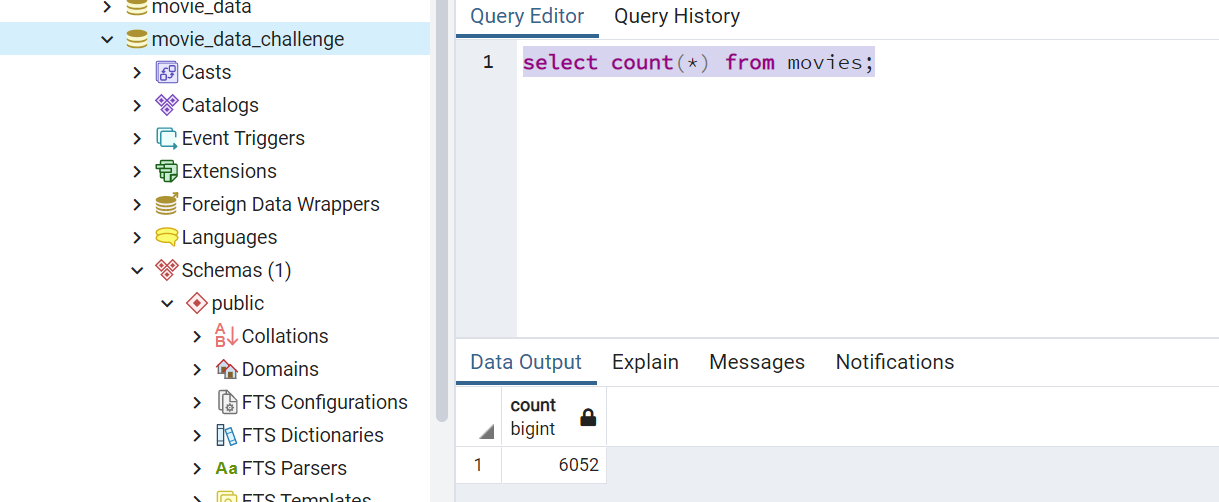 movie_data
movie_data_challenge
Casts
Catalogs
Event Triggers
Extensions
Foreign Data Wrappers
Languages
Schemas (1)
public
Collations
Domains
FTS Configurations
FTS Dictionaries
Aa FTS Parsers
FTS Templates
Query Editor Query History
1 select count(*) from movies;
Data Output Explain Messages Notifications
count
bigint
1 6052